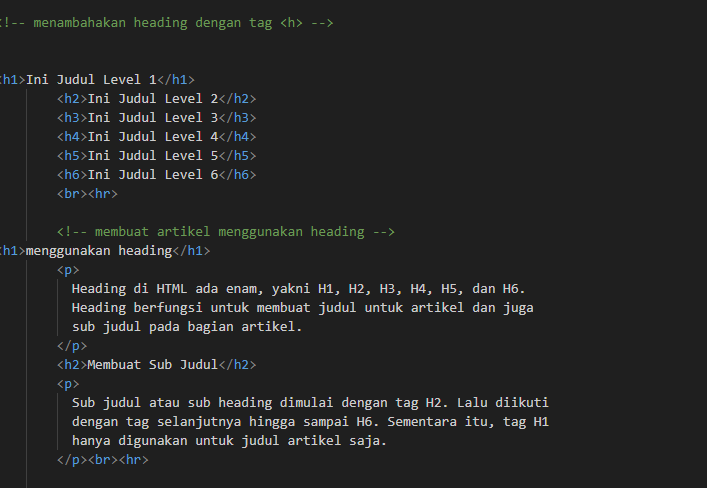 <!-- menambahakan heading dengan tag <h> -->
<h1>Ini Judul Level 1</h1>
<h2>Ini Judul Level 2</h2>
<h3>Ini Judul Level 3</h3>
<h4>Ini Judul Level 4</h4>
<h5>Ini Judul Level 5</h5>
<h6>Ini Judul Level 6</h6>
<br><hr>
<!-- membuat artikel menggunakan heading -->
<h1>menggunakan heading</h1>
<p>
Heading di HTML ada enam, yakni H1, H2, H3, H4, H5, dan H6.
Heading berfungsi untuk membuat judul untuk artikel dan juga
sub judul pada bagian artikel.
</p>
<h2>Membuat Sub Judul</h2>
<p>
Sub judul atau sub heading dimulai dengan tag H2. Lalu diikuti
dengan tag selanjutnya hingga sampai H6. Sementara itu, tag H1
hanya digunakan untuk judul artikel saja.
</p><br><hr>